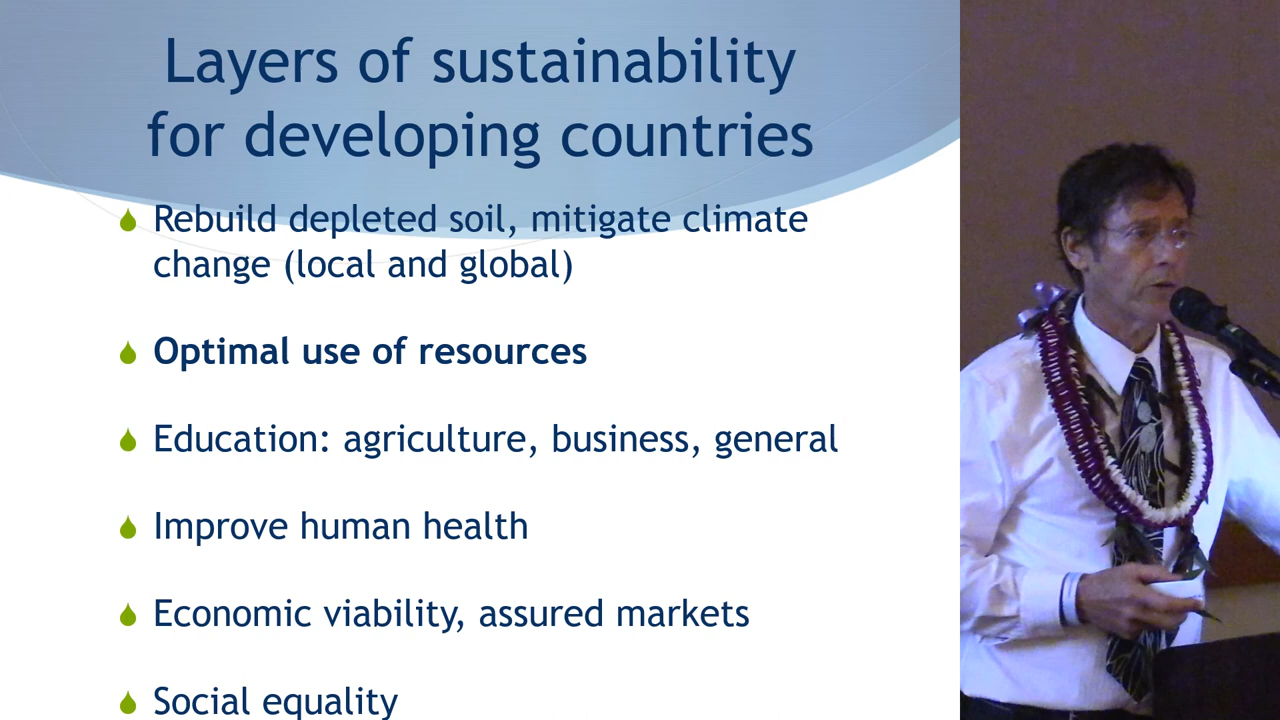 Layers of sustainability
for developing countries
Rebuild depleted soil, mitigate climate
change (local and global)
Optimal use of resources
Education: agriculture, business, general
Improve human health
Economic viability, assured markets
Social equality